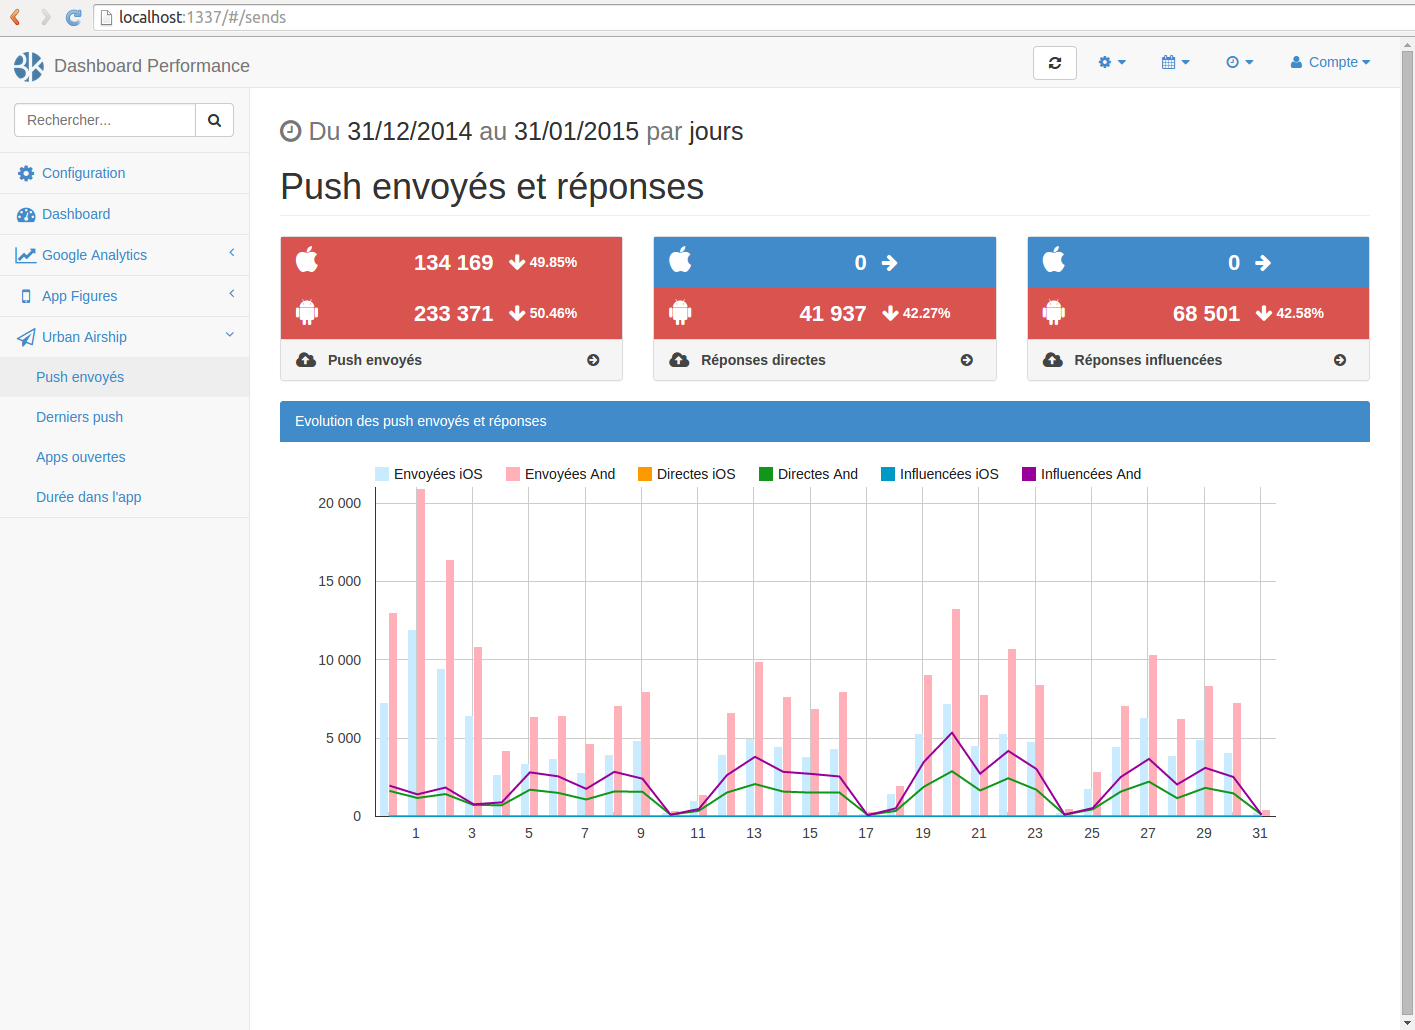 localhost:1337/#/sends
Dashboard Performance
Compte
Rechercher...
Configuration
Dashboard
Google Analytics
App Figures
Urban Airship
Push envoyés
Derniers push
Apps ouvertes
Durée dans l'app
Du 31/12/2014 au 31/01/2015 par jours
Push envoyés et réponses
134 169 49.85%
233 371 50.46%
Push envoyés
0
41 937 42.27%
Réponses directes
0
68 501 42.58%
Réponses influencées
Evolution des push envoyés et réponses
Envoyées iOS Envoyées And Directes iOS Directes And Influencées iOS Influencées And
20 000
15 000
10 000
5 000
0
1 3 5 7 9 11 13 15 17 19 21 23 25 27 29 31